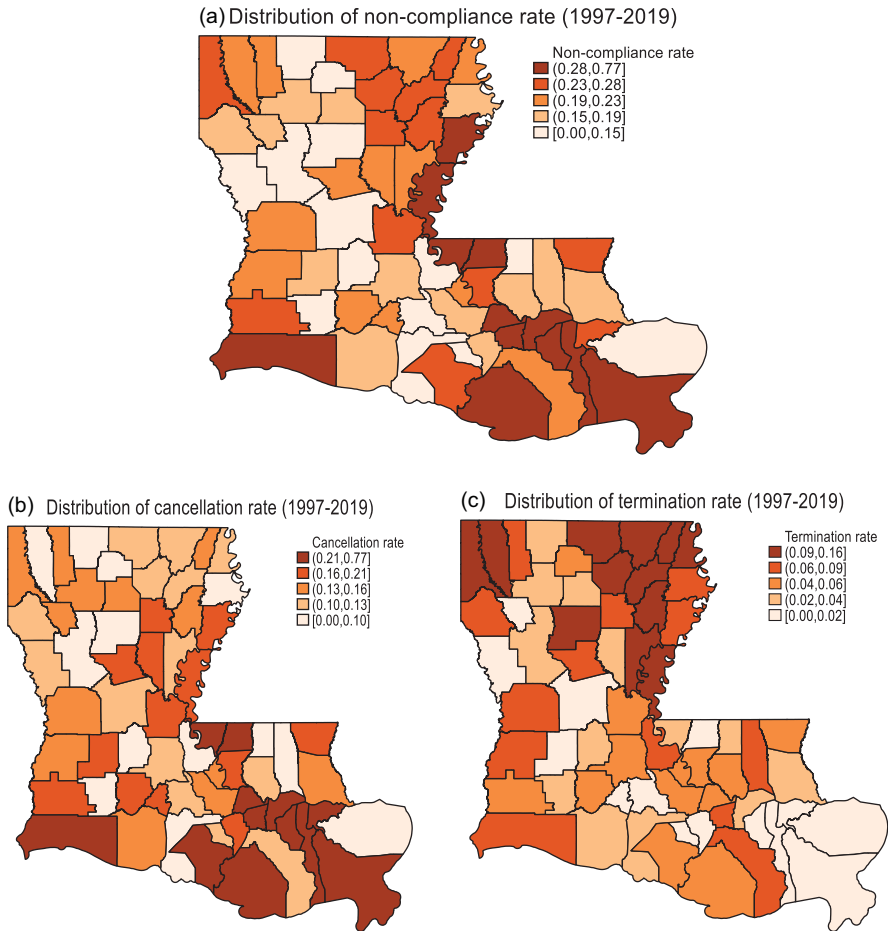 (a) Distribution of non-compliance rate (1997-2019)
Non-compliance rate
(0.28,0.77]
(0.23,0.28]
(0.19,0.23]
(0.15,0.19]
[0.00,0.15]
(b) Distribution of cancellation rate (1997-2019)
Cancellation rate
(0.21,0.77]
(0.16,0.21]
(0.13,0.16]
(0.10,0.13]
[0.00,0.10]
(c) Distribution of termination rate (1997-2019)
Termination rate
(0.09,0.16]
(0.06,0.09]
(0.04,0.06]
(0.02,0.04]
[0.00,0.02]